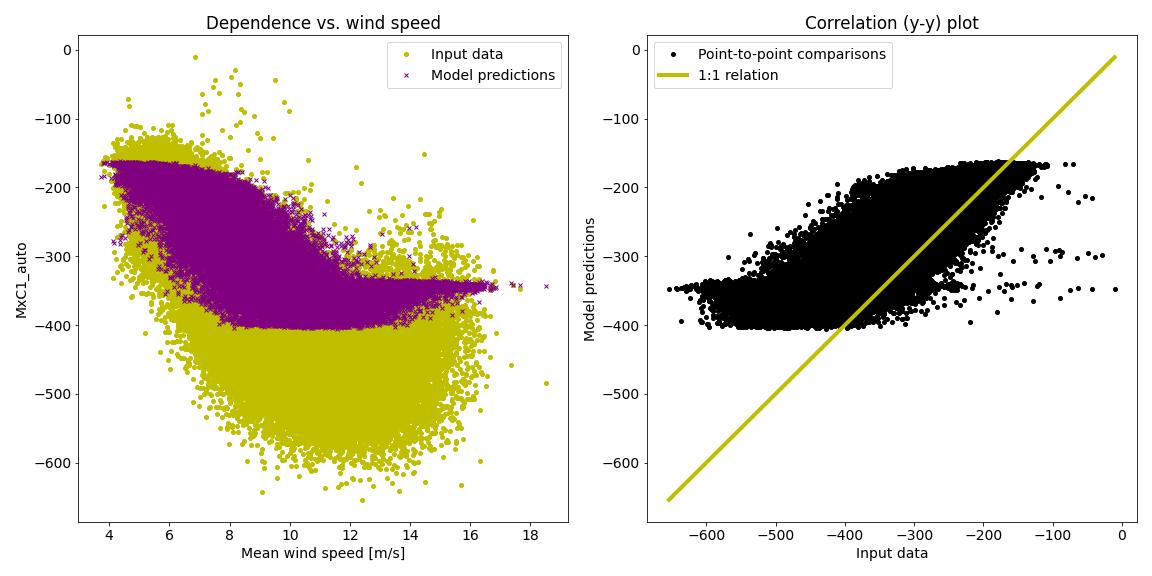 Dependence vs. wind speed
Input data
Model predictions
MxC1_auto
0
−100
−200
−300
−400
−500
−600
4
6
8
10
12
14
16
18
Mean wind speed [m/s]
Correlation (y-y) plot
Point-to-point comparisons
1:1 relation
Model predictions
0
−100
−200
−300
−400
−500
−600
−600
−500
−400
−300
−200
−100
0
Input data